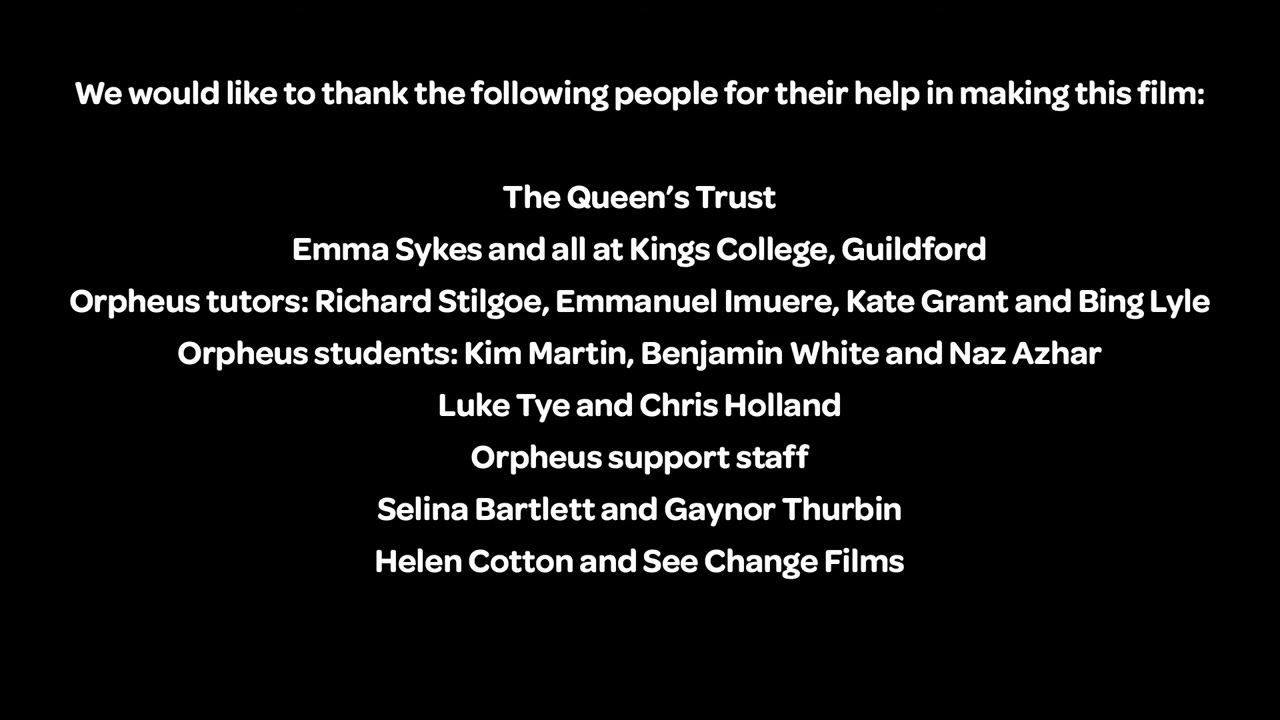 We would like to thank the following people for their help in making this film:
The Queen's Trust
Emma Sykes and all at Kings College, Guildford
Orpheus tutors: Richard Stilgoe, Emmanuel Imuere, Kate Grant and Bing Lyle
Orpheus students: Kim Martin, Benjamin White and Naz Azhar
Luke Tye and Chris Holland
Orpheus support staff
Selina Bartlett and Gaynor Thurbin
Helen Cotton and See Change Films